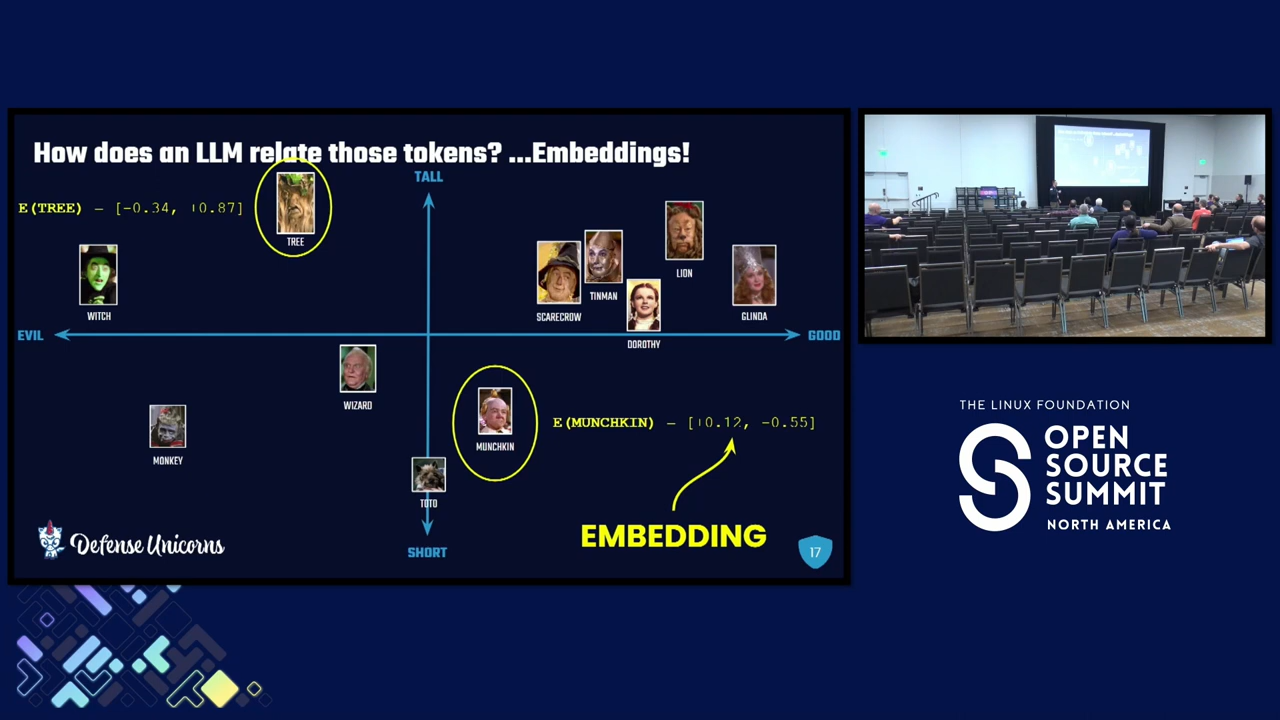 How does an LLM relate those tokens? ...Embeddings!
TALL
E(TREE) – [-0.34, +0.87]
TREE
WITCH
SCARECROW
TINMAN
LION
GLINDA
DOROTHY
EVIL
GOOD
WIZARD
MONKEY
MUNCHKIN
E(MUNCHKIN) – [+0.12, -0.55]
TOTO
EMBEDDING
SHORT
Defense Unicorns
17
THE LINUX FOUNDATION
OPEN
SOURCE
SUMMIT
NORTH AMERICA